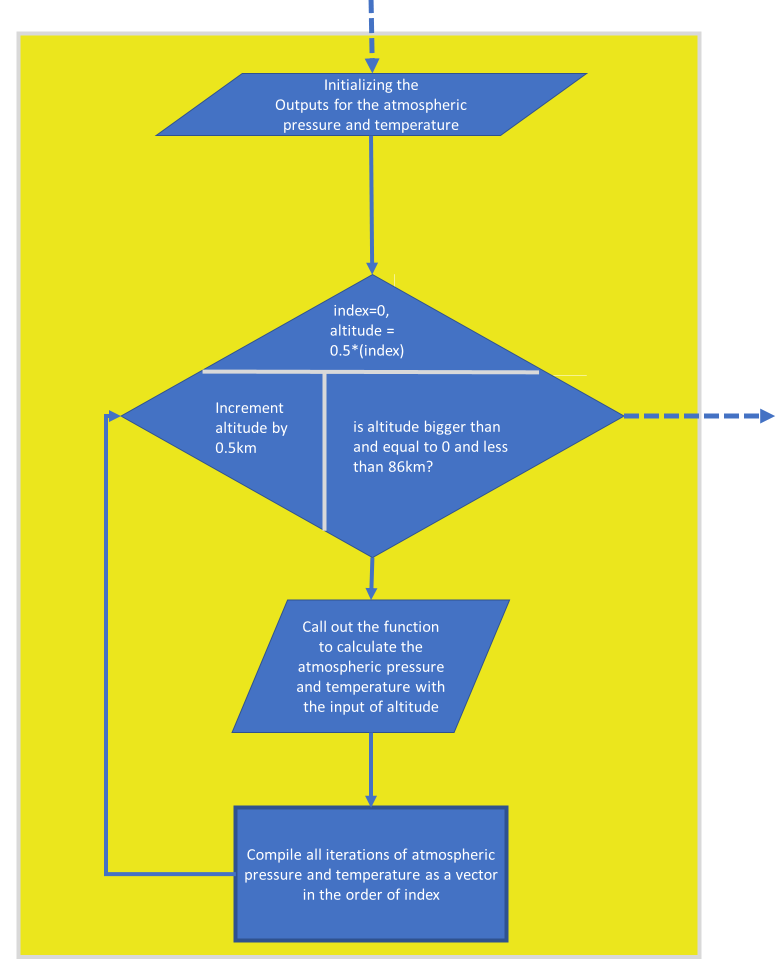 Initializing the
Outputs for the atmospheric
pressure and temperature
index=0,
altitude =
0.5*(index)
Increment
altitude by
0.5km
is altitude bigger than
and equal to 0 and less
than 86km?
Call out the function
to calculate the
atmospheric pressure
and temperature with
the input of altitude
Compile all iterations of atmospheric
pressure and temperature as a vector
in the order of index